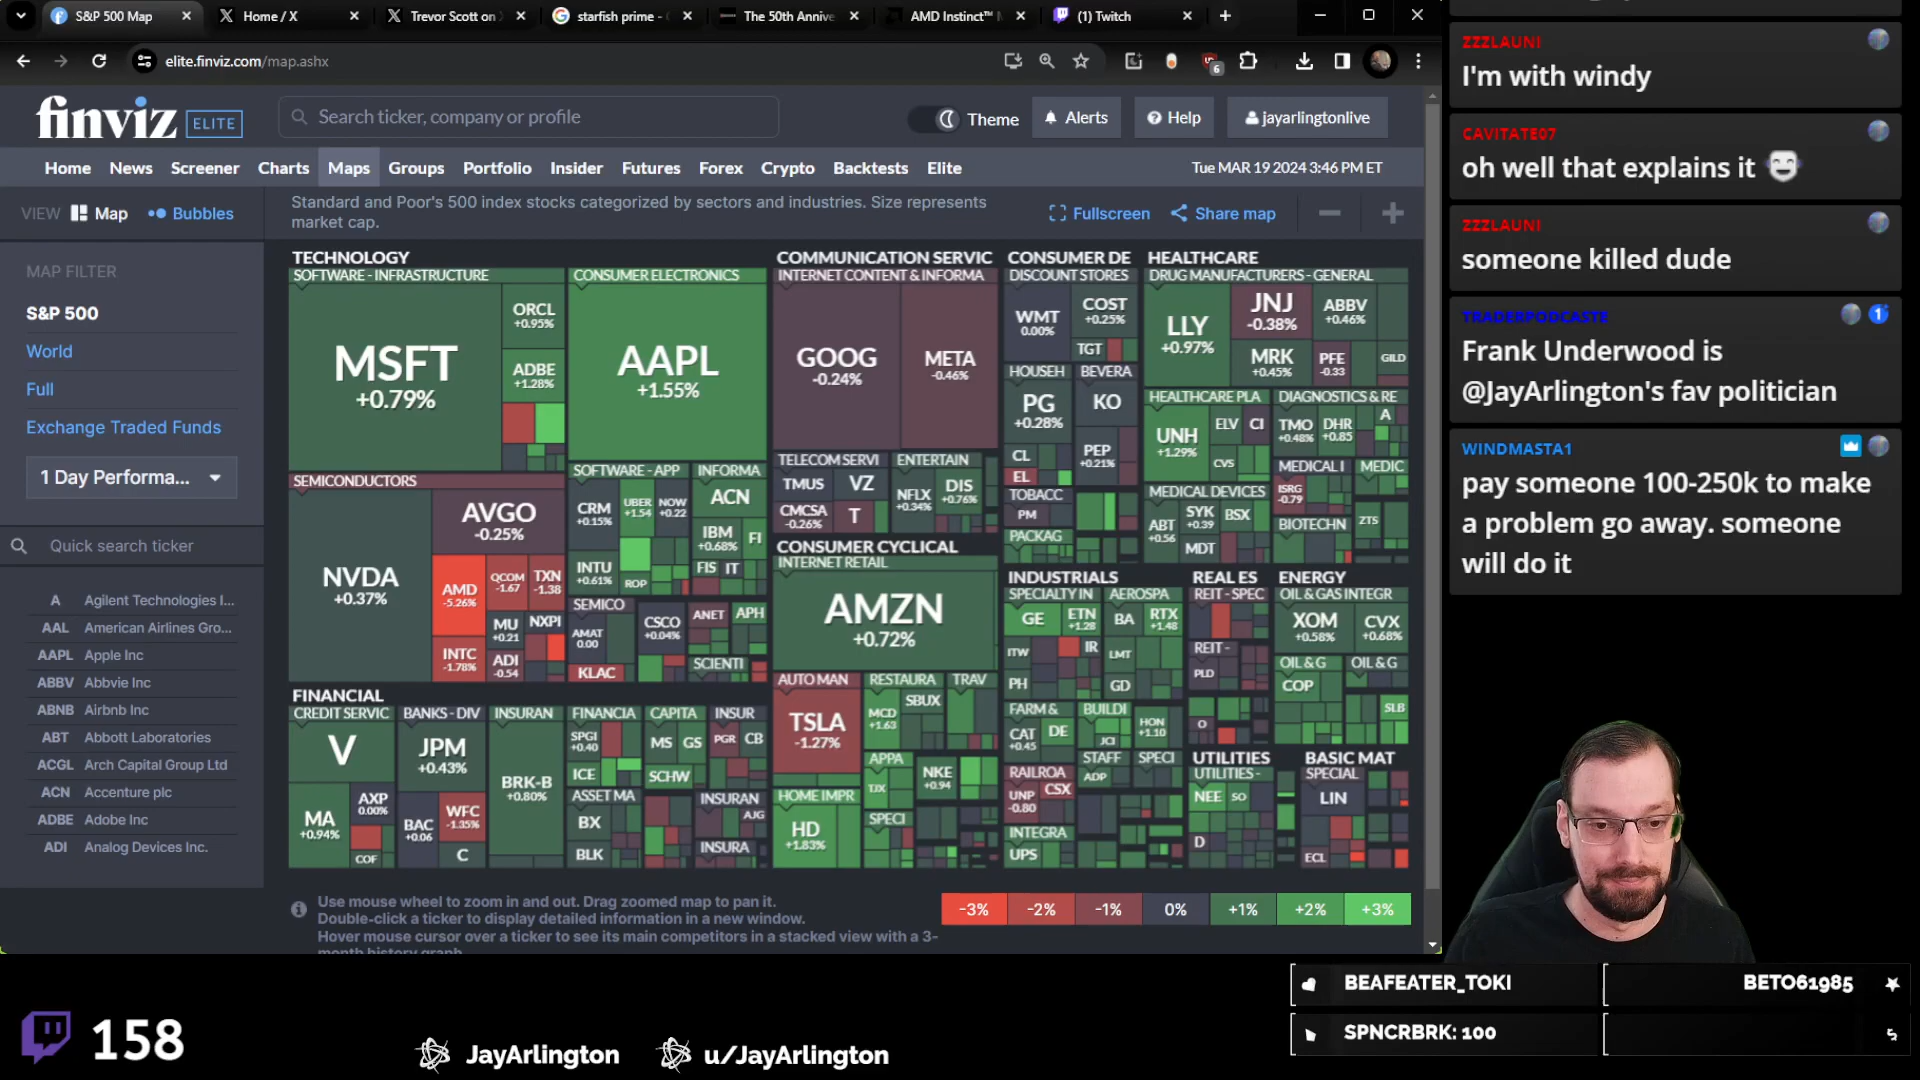 S&P 500 Map
Home / X
Trevor Scott on
starfish prime -
The 50th Annive
AMD Instinct™
(1) Twitch
elite.finviz.com/map.ashx
6
finviz
ELITE
Search ticker, company or profile
Theme
Alerts
Help
jayarlingtonlive
Home
News
Screener
Charts
Maps
Groups
Portfolio
Insider
Futures
Forex
Crypto
Backtests
Elite
Tue MAR 19 2024 3:46 PM ET
VIEW
Map
Bubbles
Standard and Poor's 500 index stocks categorized by sectors and industries. Size represents
market cap.
Fullscreen
Share map
MAP FILTER
S&P 500
World
Full
Exchange Traded Funds
1 Day Performa...
Quick search ticker
A Agilent Technologies I...
AAL American Airlines Gro...
AAPL Apple Inc
ABBV Abbvie Inc
ABNB Airbnb Inc
ABT Abbott Laboratories
ACGL Arch Capital Group Ltd
ACN Accenture plc
ADBE Adobe Inc
ADI Analog Devices Inc.
TECHNOLOGY
SOFTWARE - INFRASTRUCTURE
MSFT
+0.79%
ORCL
+0.95%
ADBE
+1.28%
CONSUMER ELECTRONICS
AAPL
+1.55%
SEMICONDUCTORS
NVDA
+0.37%
AVGO
-0.25%
AMD
-5.26%
QCOM
-1.67
TXN
-1.38
MU
+0.21
NXPI
INTC
-1.78%
ADI
-0.54
SOFTWARE - APP
CRM
+0.15%
UBER
+1.54
NOW
+0.22
INTU
+0.61%
ROP
INFORMA
ACN
IBM
+0.68%
FI
FIS
IT
SEMICO
AMAT
0.00
KLAC
CSCO
+0.04%
ANET
APH
SCIENTI
COMMUNICATION SERVIC
INTERNET CONTENT & INFORMA
GOOG
-0.24%
META
-0.46%
TELECOM SERVI
TMUS
VZ
CMCSA
-0.26%
T
ENTERTAIN
NFLX
+0.34%
DIS
+0.76%
CONSUMER CYCLICAL
INTERNET RETAIL
AMZN
+0.72%
AUTO MAN
TSLA
-1.27%
RESTAURA
MCD
+1.63
SBUX
TRAV
HOME IMPR
HD
+1.83%
APPA
TJX
NKE
+0.94
SPECI
CONSUMER DE
DISCOUNT STORES
WMT
0.00%
COST
+0.25%
TGT
HOUSEH
PG
+0.28%
CL
EL
BEVERA
KO
PEP
+0.21%
TOBACC
PM
PACKAG
HEALTHCARE
DRUG MANUFACTURERS - GENERAL
LLY
+0.97%
JNJ
-0.38%
ABBV
+0.46%
MRK
+0.45%
PFE
-0.33
GILD
HEALTHCARE PLA
UNH
+1.29%
ELV
CI
CVS
DIAGNOSTICS & RE
TMO
+0.48%
DHR
+0.85
A
MEDICAL DEVICES
ABT
+0.56
SYK
+0.39
BSX
MDT
MEDICAL I
ISRG
-0.79
MEDIC
BIOTECHN
ZTS
FINANCIAL
CREDIT SERVIC
V
MA
+0.94%
AXP
0.00%
COF
BANKS - DIV
JPM
+0.43%
BAC
+0.06
WFC
-1.35%
C
INSURAN
BRK-B
+0.80%
FINANCIA
SPGI
+0.40
ICE
ASSET MA
BX
BLK
CAPITA
MS
GS
SCHW
INSUR
PGR
CB
INSURAN
AJG
INSURA
INDUSTRIALS
SPECIALTY IN
GE
ETN
+1.28
ITW
IR
PH
AEROSPA
BA
RTX
+1.48
LMT
GD
FARM &
CAT
+0.45
DE
BUILDI
JCI
HON
+1.10
RAILROA
UNP
-0.80
CSX
STAFF
ADP
SPECI
INTEGRA
UPS
REAL ES
REIT - SPEC
REIT -
PLD
O
ENERGY
OIL & GAS INTEGR
XOM
+0.58%
CVX
+0.68%
OIL & G
COP
OIL & G
SLB
UTILITIES
UTILITIES -
NEE
SO
D
BASIC MAT
SPECIAL
LIN
ECL
Use mouse wheel to zoom in and out. Drag zoomed map to pan it.
Double-click a ticker to display detailed information in a new window.
Hover mouse cursor over a ticker to see its main competitors in a stacked view with a 3-
month history graph.
-3%
-2%
-1%
0%
+1%
+2%
+3%
ZZZLAUNI
I'm with windy
CAVITATE07
oh well that explains it
ZZZLAUNI
someone killed dude
TRADERPODCASTE
1
Frank Underwood is
@JayArlington's fav politician
WINDMASTA1
pay someone 100-250k to make
a problem go away. someone
will do it
158
JayArlington
u/JayArlington
BEAFEATER_TOKI
BETO61985
SPNCRBRK: 100